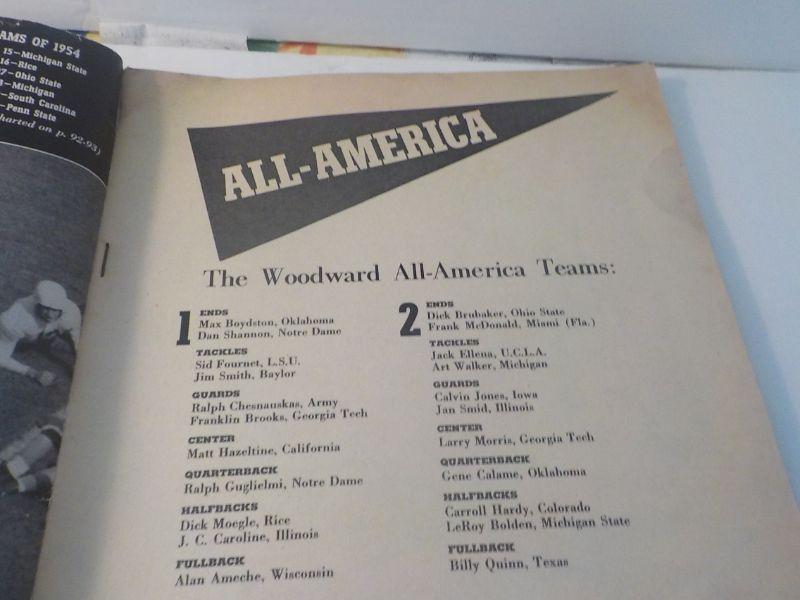 AMS OF 1954
15—Michigan State
16—Rice
17—Ohio State
—Michigan
—South Carolina
—Penn State
harted on p. 92-93)
ALL-AMERICA
The Woodward All-America Teams:
1
ENDS
Max Boydston, Oklahoma
Dan Shannon, Notre Dame
TACKLES
Sid Fournet, L.S.U.
Jim Smith, Baylor
GUARDS
Ralph Chesnauskas, Army
Franklin Brooks, Georgia Tech
CENTER
Matt Hazeltine, California
QUARTERBACK
Ralph Guglielmi, Notre Dame
HALFBACKS
Dick Moegle, Rice
J. C. Caroline, Illinois
FULLBACK
Alan Ameche, Wisconsin
2
ENDS
Dick Brubaker, Ohio State
Frank McDonald, Miami (Fla.)
TACKLES
Jack Ellena, U.C.L.A.
Art Walker, Michigan
GUARDS
Calvin Jones, Iowa
Jan Smid, Illinois
CENTER
Larry Morris, Georgia Tech
QUARTERBACK
Gene Calame, Oklahoma
HALFBACKS
Carroll Hardy, Colorado
LeRoy Bolden, Michigan State
FULLBACK
Billy Quinn, Texas